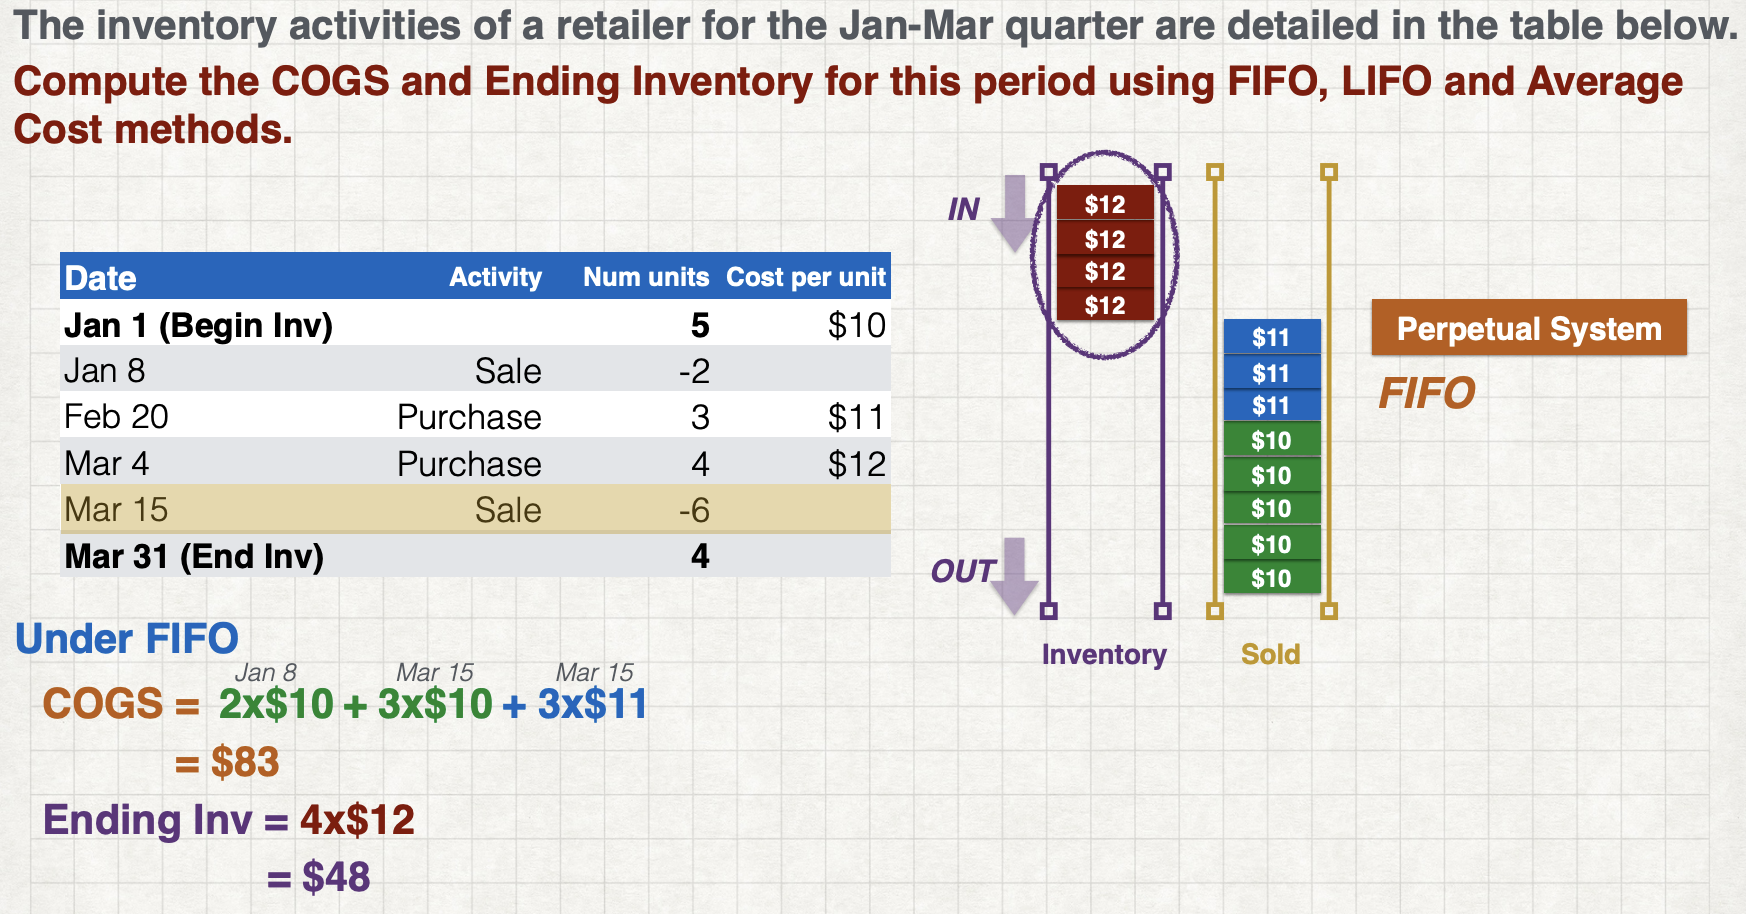 The inventory activities of a retailer for the Jan-Mar quarter are detailed in the table below.
Compute the COGS and Ending Inventory for this period using FIFO, LIFO and Average
Cost methods.
Date Activity Num units Cost per unit
Jan 1 (Begin Inv) 5 $10
Jan 8 Sale -2
Feb 20 Purchase 3 $11
Mar 4 Purchase 4 $12
Mar 15 Sale -6
Mar 31 (End Inv) 4
IN
$12
$12
$12
$12
OUT
Inventory
$11
$11
$11
$10
$10
$10
$10
$10
Sold
Perpetual System
FIFO
Under FIFO
Jan 8 Mar 15 Mar 15
COGS = 2x$10 + 3x$10 + 3x$11
= $83
Ending Inv = 4x$12
= $48